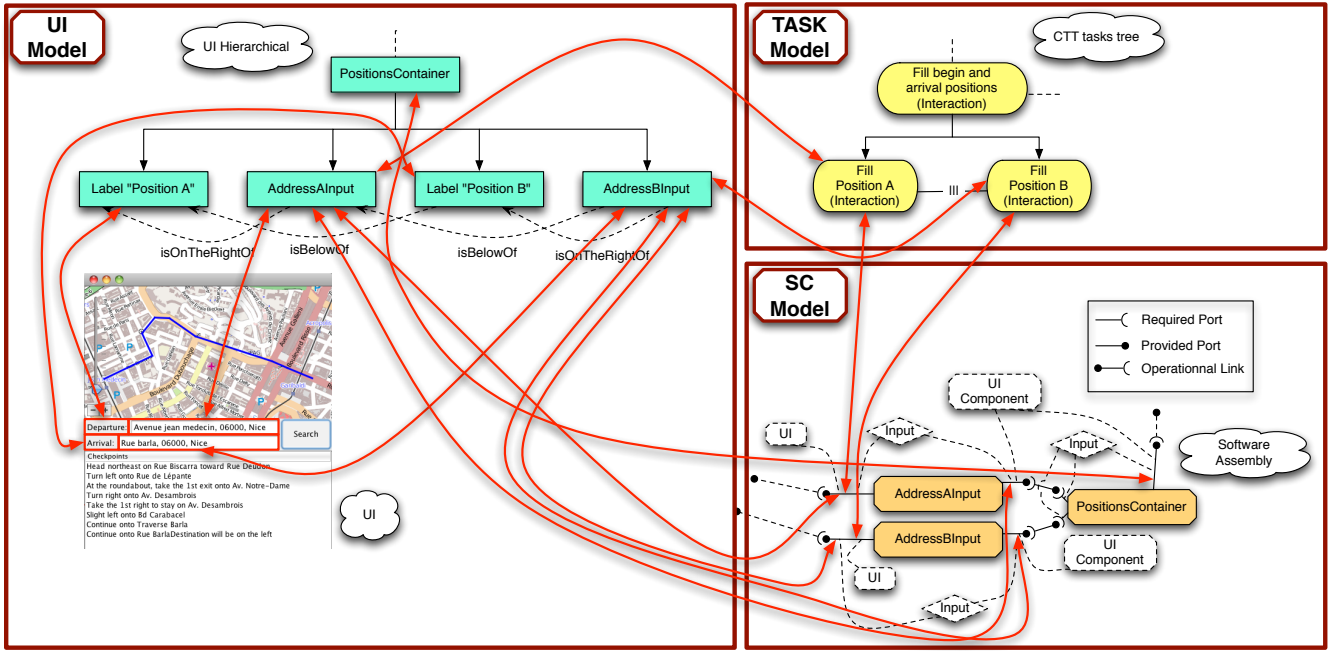 UI
Model
UI Hierarchical
PositionsContainer
Label "Position A"
AddressAInput
Label "Position B"
AddressBInput
isOnTheRightOf
isBelowOf
isBelowOf
isOnTheRightOf
Boulevard Dubouchage
Avenue Gallieni
Departure:
Avenue jean medecin, 06000, Nice
Arrival:
Rue barla, 06000, Nice
Search
Checkpoints
Head northeast on Rue Biscarra toward Rue Deudon
Turn left onto Rue de Lépante
At the roundabout, take the 1st exit onto Av. Notre-Dame
Turn right onto Av. Desambrois
Take the 1st right to stay on Av. Desambrois
Slight left onto Bd Carabacel
Continue onto Traverse Barla
Continue onto Rue BarlaDestination will be on the left
UI
TASK
Model
CTT tasks tree
Fill begin and
arrival positions
(Interaction)
Fill
Position A
(Interaction)
III
Fill
Position B
(Interaction)
SC
Model
Required Port
Provided Port
Operationnal Link
UI
Component
UI
Input
Input
Software
Assembly
AddressAInput
PositionsContainer
AddressBInput
UI
Component
UI
Input